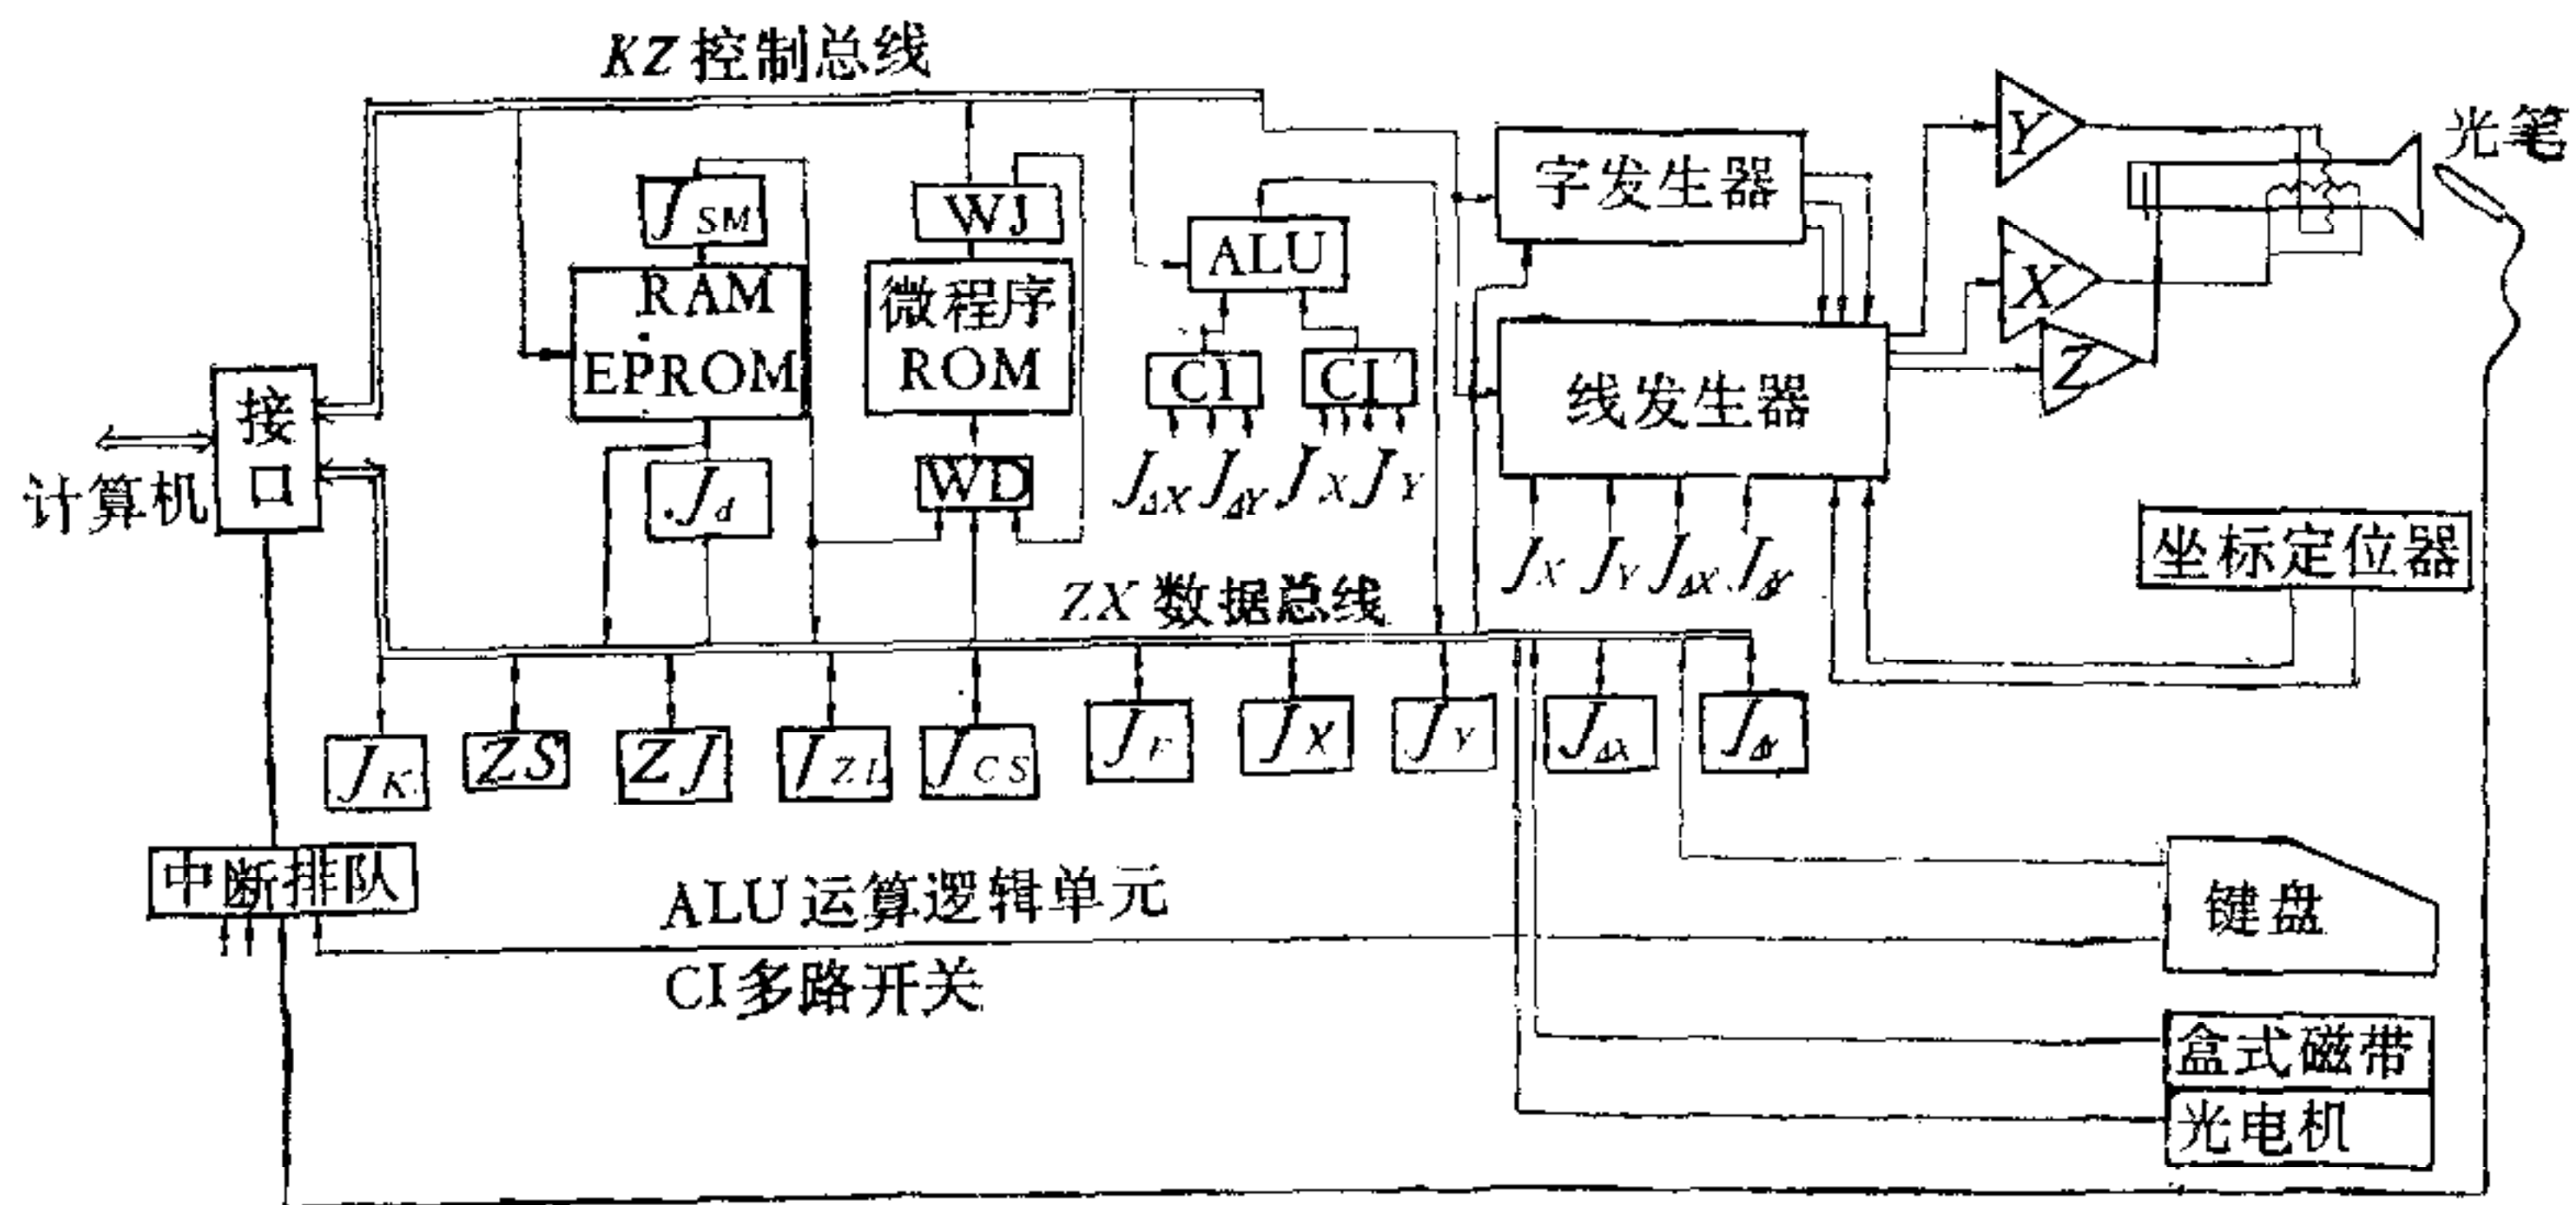 KZ 控制总线
光笔
Y
字发生器
J_SM
WJ
ALU
RAM
EPROM
微程序
ROM
X
Z
CI
CI
线发生器
接口
计算机
J_ΔX J_ΔY J_X J_Y
J_d
WD
坐标定位器
J_X J_Y J_ΔX J_ΔY
ZX 数据总线
J_K ZS ZJ J_ZL J_CS J_F J_X J_Y J_ΔX J_ΔY
中断排队
ALU 运算逻辑单元
键盘
CI 多路开关
盒式磁带
光电机